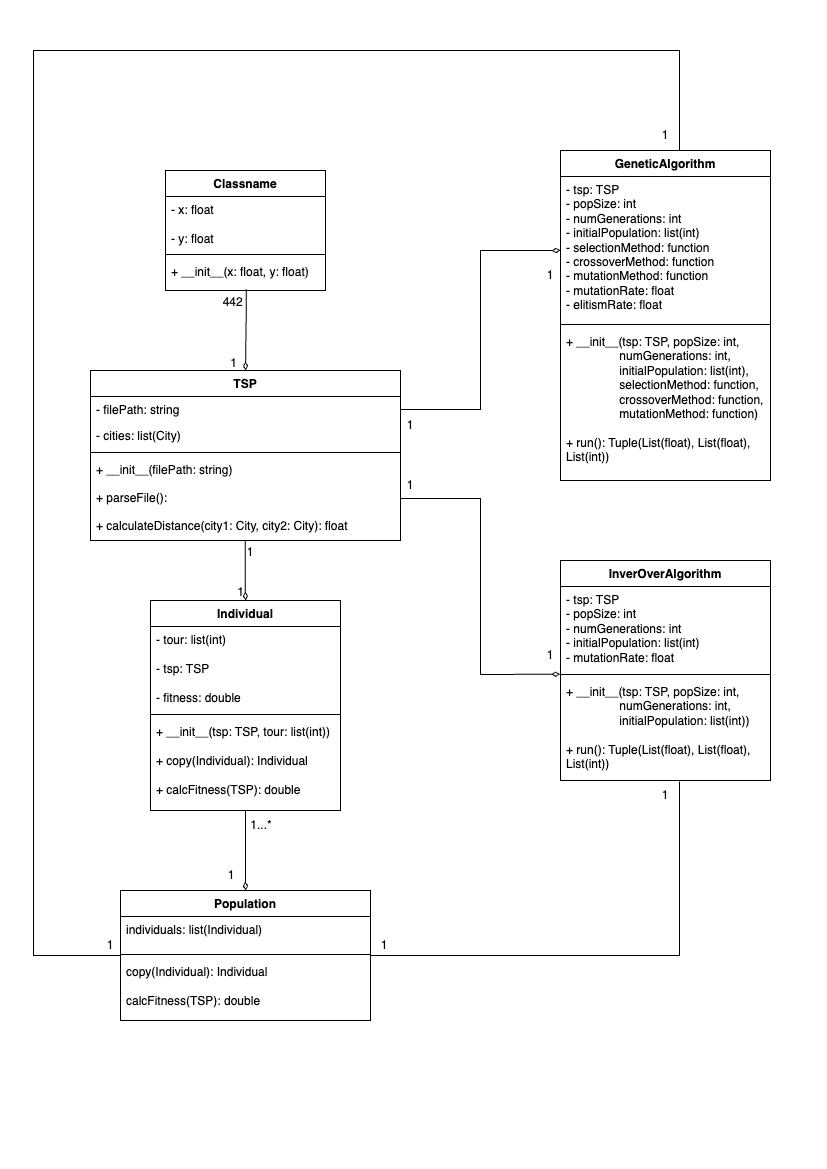 1
GeneticAlgorithm
- tsp: TSP
- popSize: int
- numGenerations: int
- initialPopulation: list(int)
- selectionMethod: function
- crossoverMethod: function
- mutationMethod: function
- mutationRate: float
- elitismRate: float
+ __init__(tsp: TSP, popSize: int,
numGenerations: int,
initialPopulation: list(int),
selectionMethod: function,
crossoverMethod: function,
mutationMethod: function)
+ run(): Tuple(List(float), List(float),
List(int))
1
Classname
- x: float
- y: float
+ __init__(x: float, y: float)
442
1
TSP
- filePath: string
- cities: list(City)
+ __init__(filePath: string)
+ parseFile():
+ calculateDistance(city1: City, city2: City): float
1
1
1
1
Individual
- tour: list(int)
- tsp: TSP
- fitness: double
+ __init__(tsp: TSP, tour: list(int))
+ copy(Individual): Individual
+ calcFitness(TSP): double
1...*
1
InverOverAlgorithm
- tsp: TSP
- popSize: int
- numGenerations: int
- initialPopulation: list(int)
- mutationRate: float
+ __init__(tsp: TSP, popSize: int,
numGenerations: int,
initialPopulation: list(int))
+ run(): Tuple(List(float), List(float),
List(int))
1
1
Population
individuals: list(Individual)
copy(Individual): Individual
calcFitness(TSP): double
1
1